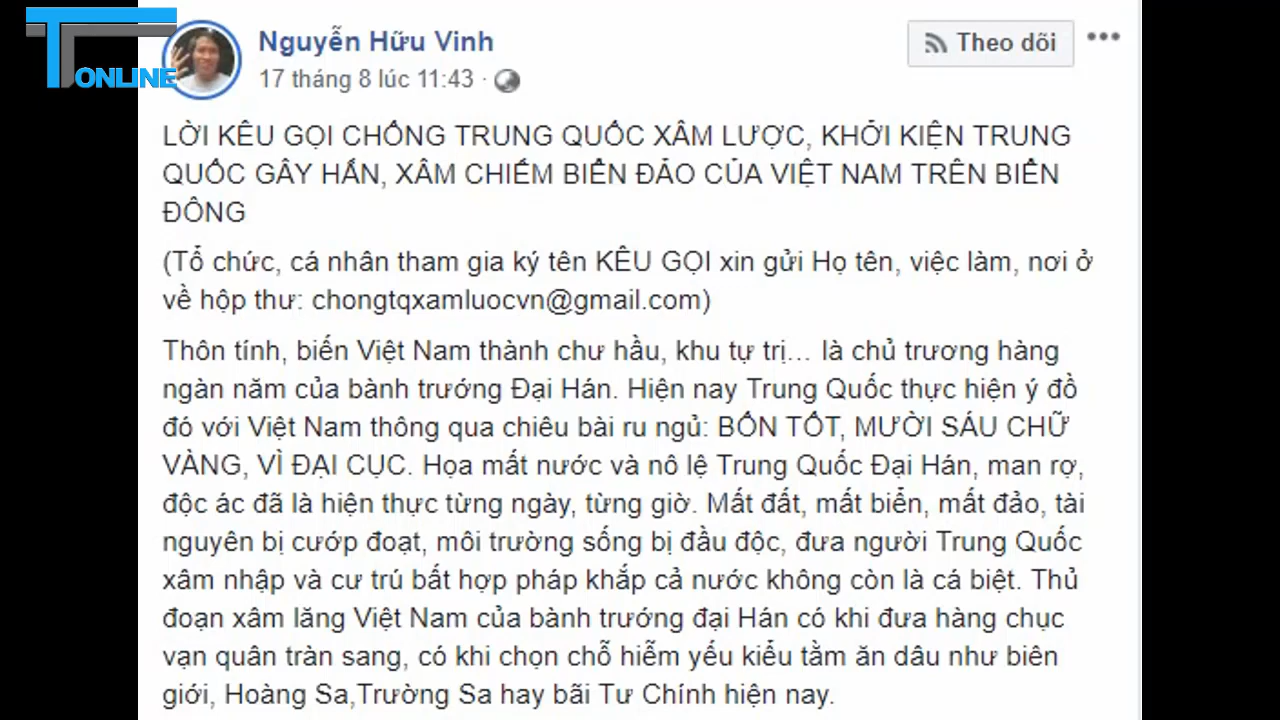 TT ONLINE
Nguyễn Hữu Vinh
17 tháng 8 lúc 11:43 ·
Theo dõi
LỜI KÊU GỌI CHỐNG TRUNG QUỐC XÂM LƯỢC, KHỞI KIỆN TRUNG
QUỐC GÂY HẤN, XÂM CHIẾM BIỂN ĐẢO CỦA VIỆT NAM TRÊN BIỂN
ĐÔNG
(Tổ chức, cá nhân tham gia ký tên KÊU GỌI xin gửi Họ tên, việc làm, nơi ở
về hộp thư: chongtqxamluocvn@gmail.com)
Thôn tính, biến Việt Nam thành chư hầu, khu tự trị... là chủ trương hàng
ngàn năm của bành trướng Đại Hán. Hiện nay Trung Quốc thực hiện ý đồ
đó với Việt Nam thông qua chiêu bài ru ngủ: BỐN TỐT, MƯỜI SÁU CHỮ
VÀNG, VÌ ĐẠI CỤC. Họa mất nước và nô lệ Trung Quốc Đại Hán, man rợ,
độc ác đã là hiện thực từng ngày, từng giờ. Mất đất, mất biển, mất đảo, tài
nguyên bị cướp đoạt, môi trường sống bị đầu độc, đưa người Trung Quốc
xâm nhập và cư trú bất hợp pháp khắp cả nước không còn là cá biệt. Thủ
đoạn xâm lăng Việt Nam của bành trướng đại Hán có khi đưa hàng chục
vạn quân tràn sang, có khi chọn chỗ hiểm yếu kiểu tằm ăn dâu như biên
giới, Hoàng Sa,Trường Sa hay bãi Tư Chính hiện nay.